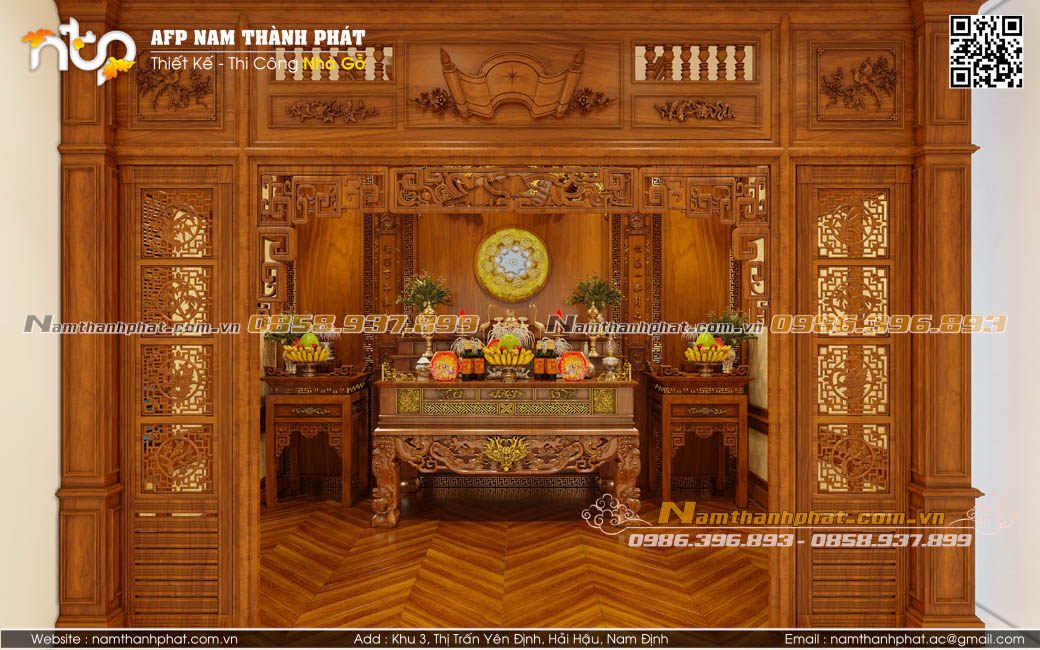 ntp
AFP NAM THÀNH PHÁT
Thiết Kế - Thi Công Nhà Gỗ
Namthanhphat.com.vn 0858.937.899
Namthanhphat.com.vn 0986.396.893
Namthanhphat.com.vn
0986.396.893 - 0858.937.899
Website : namthanhphat.com.vn
Add : Khu 3, Thị Trấn Yên Định, Hải Hậu, Nam Định
Email : namthanhphat.ac@gmail.com